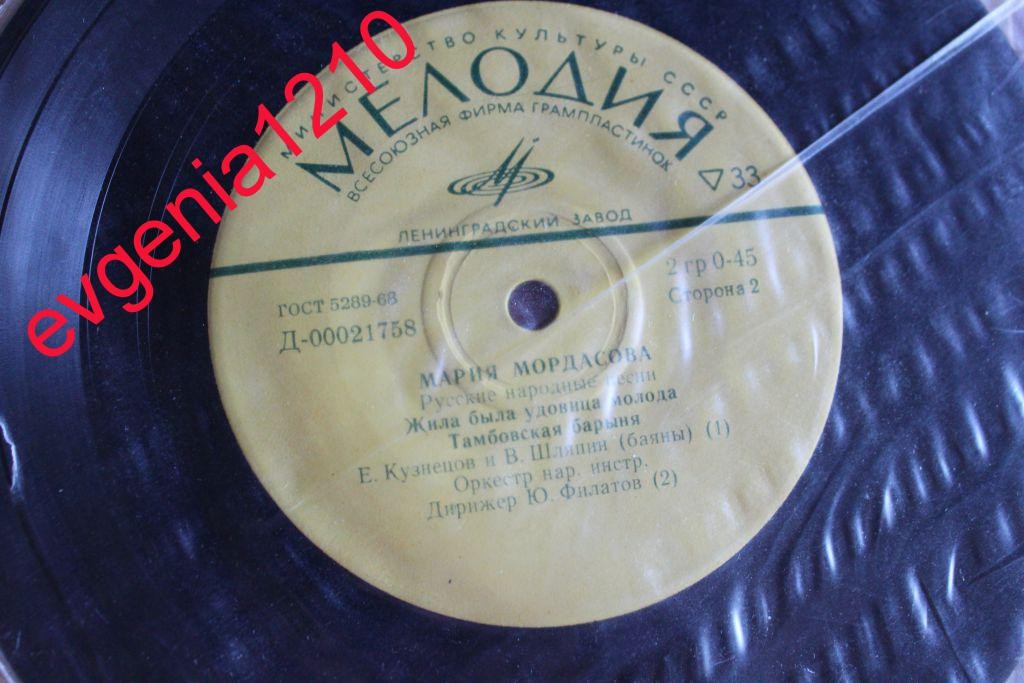 МИНИСТЕРСТВО КУЛЬТУРЫ СССР
МЕЛОДИЯ
ВСЕСОЮЗНАЯ ФИРМА ГРАМПЛАСТИНОК
33
ЛЕНИНГРАДСКИЙ ЗАВОД
2 гр 0-45
ГОСТ 5289-68
Сторона 2
Д-00021758
МАРИЯ МОРДАСОВА
Русские народные песни
Жила была удовица молода
Тамбовская барыня
Е. Кузнецов и В. Шляпин (баяны) (1)
Оркестр нар. инстр.
Дирижер Ю. Филатов (2)
evgenia1210